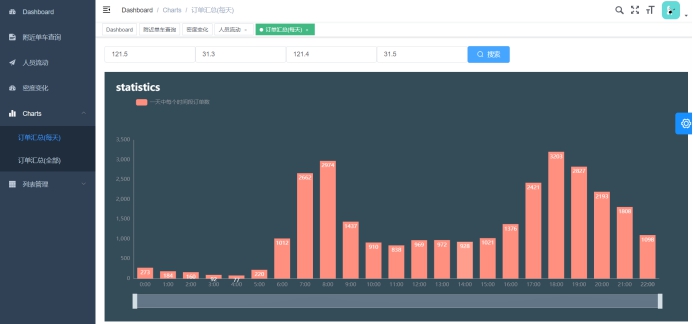 Dashboard
附近单车查询
人员流动
密度变化
Charts
订单汇总(每天)
订单汇总(全部)
列表管理
Dashboard / Charts / 订单汇总(每天)
Dashboard 附近单车查询 密度变化 人员流动 × 订单汇总(每天) ×
121.5 31.3 121.4 31.5 搜索
statistics
一天中每个时间段订单数
3,500
3,000
2,500
2,000
1,500
1,000
500
0
273 184 160 77 220 1012 2662 2974 1437 910 839 969 972 938 1021 1376 2421 3203 2827 2193 1808 1098
0:00 1:00 2:00 3:00 4:00 5:00 6:00 7:00 8:00 9:00 10:00 11:00 12:00 13:00 14:00 15:00 16:00 17:00 18:00 19:00 20:00 21:00 22:00